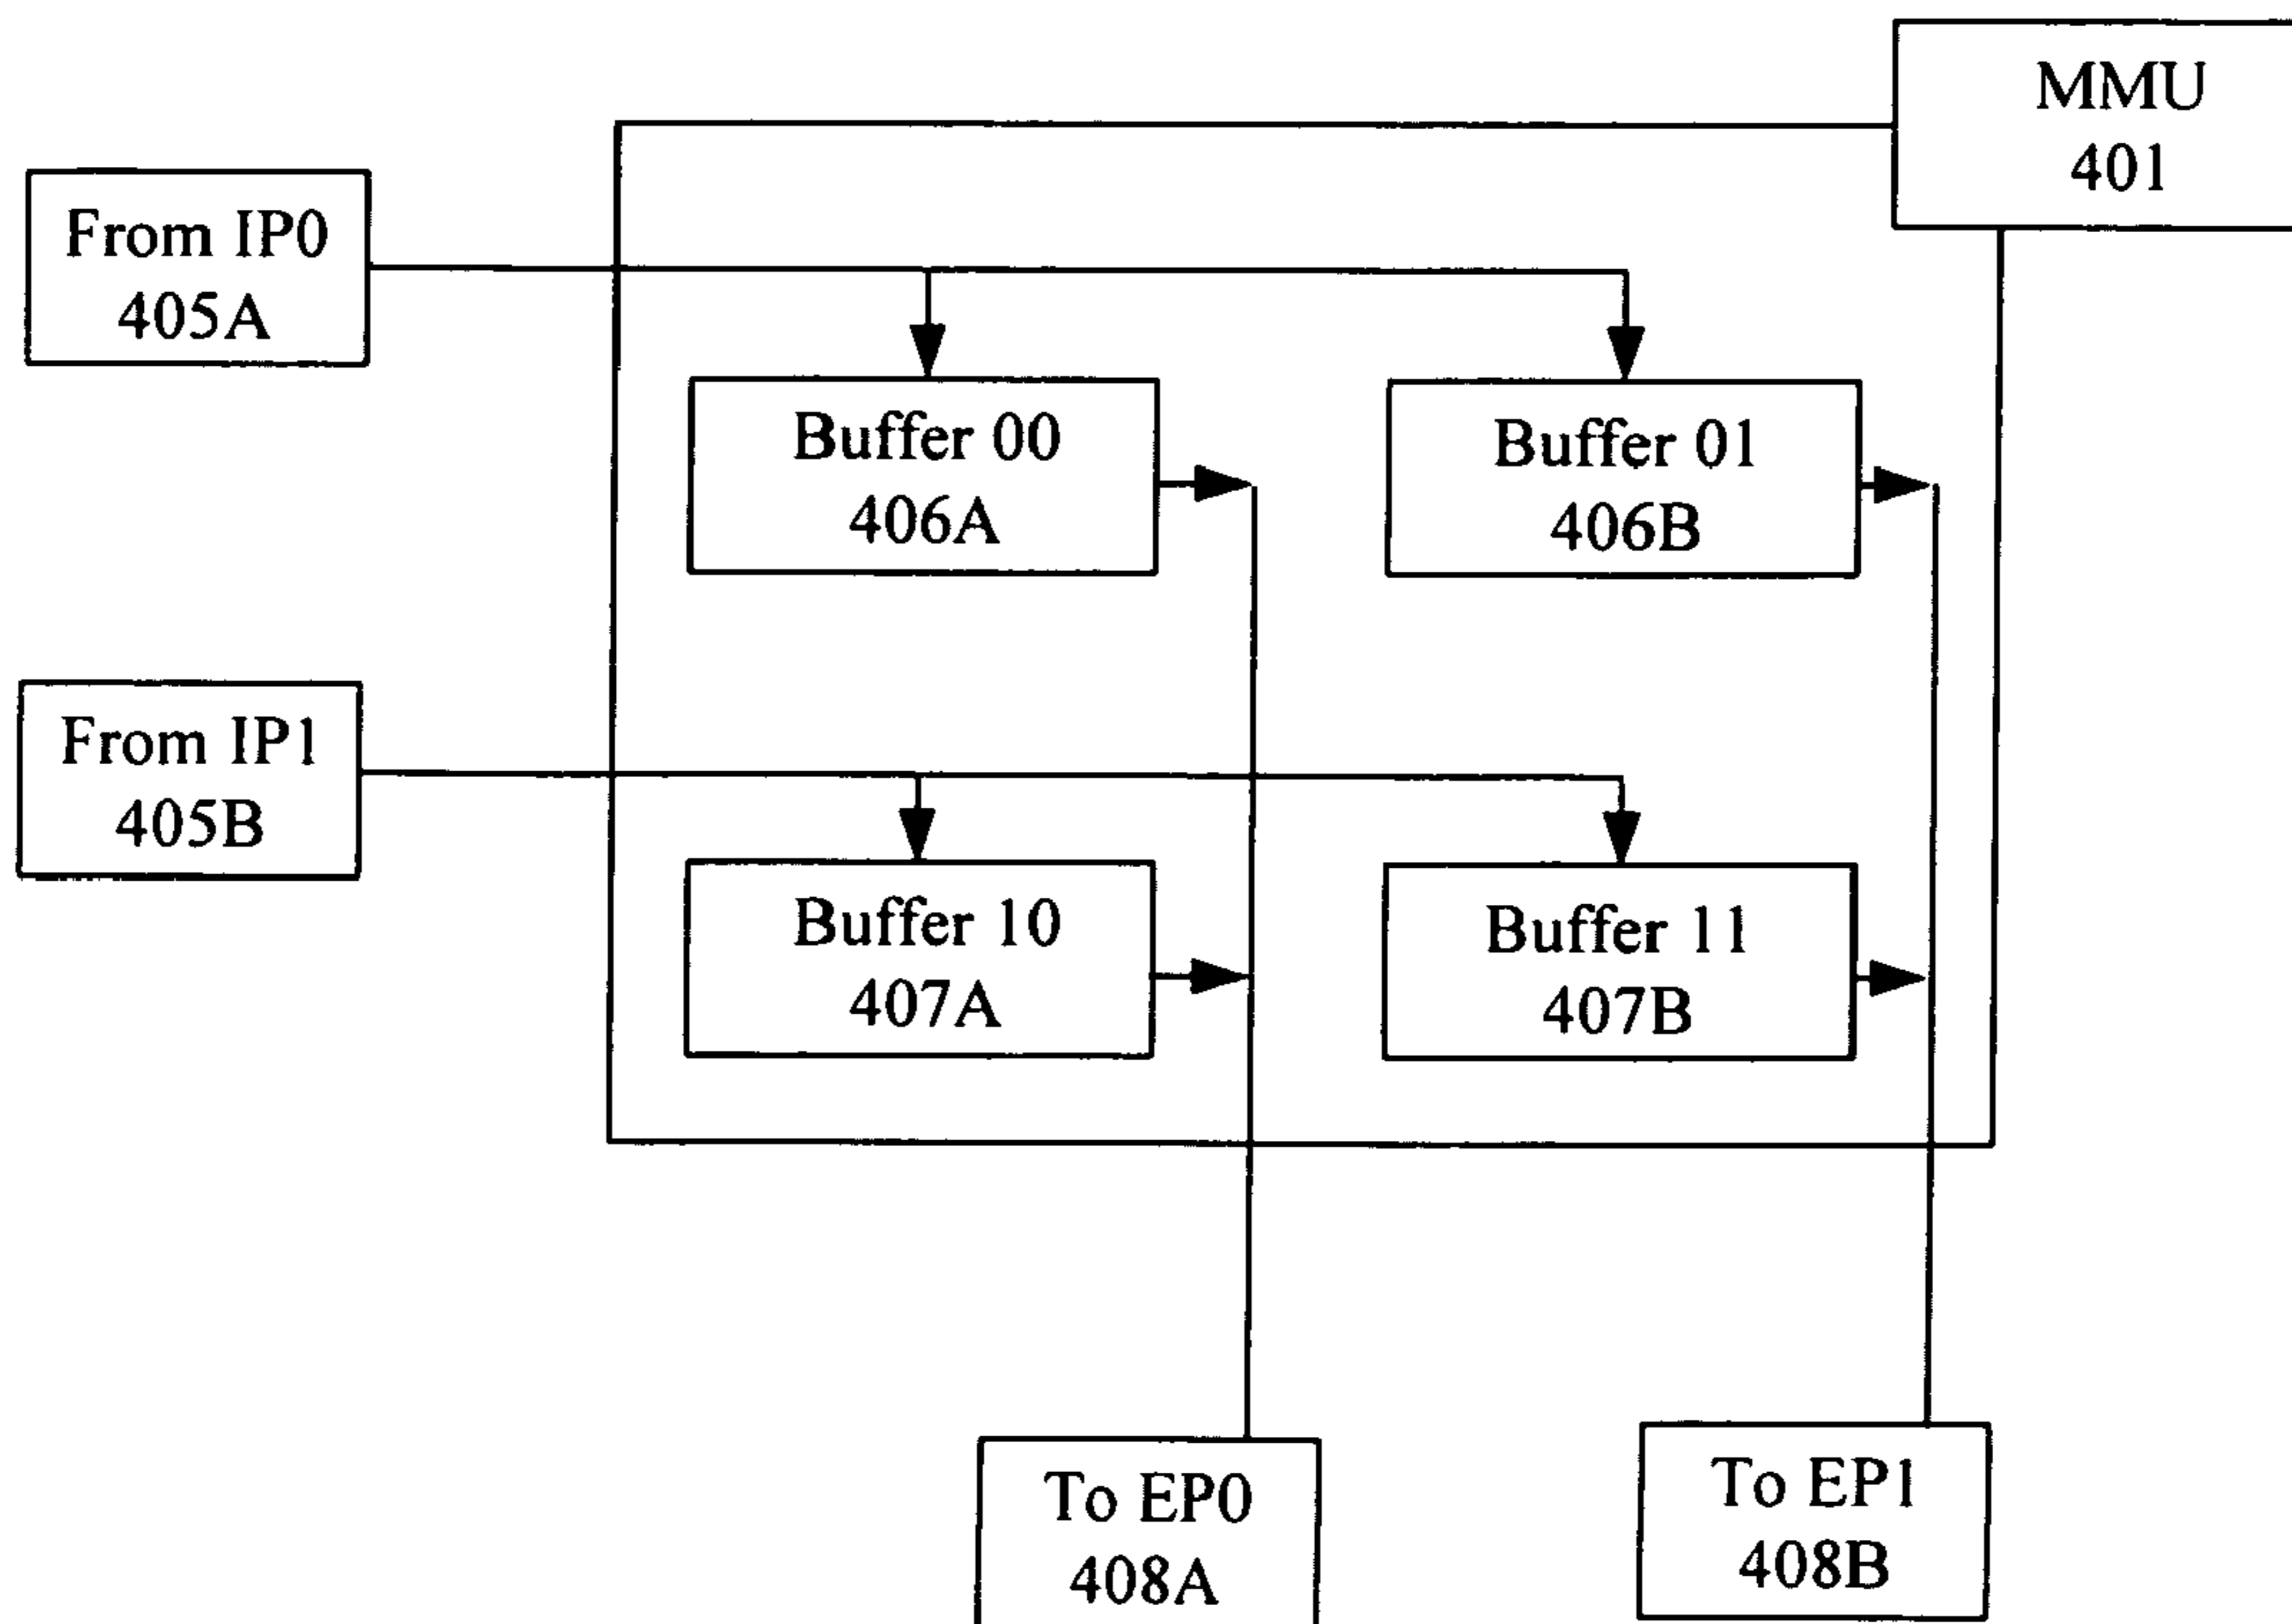 MMU
401
From IP0
405A
Buffer 00
406A
Buffer 01
406B
From IP1
405B
Buffer 10
407A
Buffer 11
407B
To EP0
408A
To EP1
408B